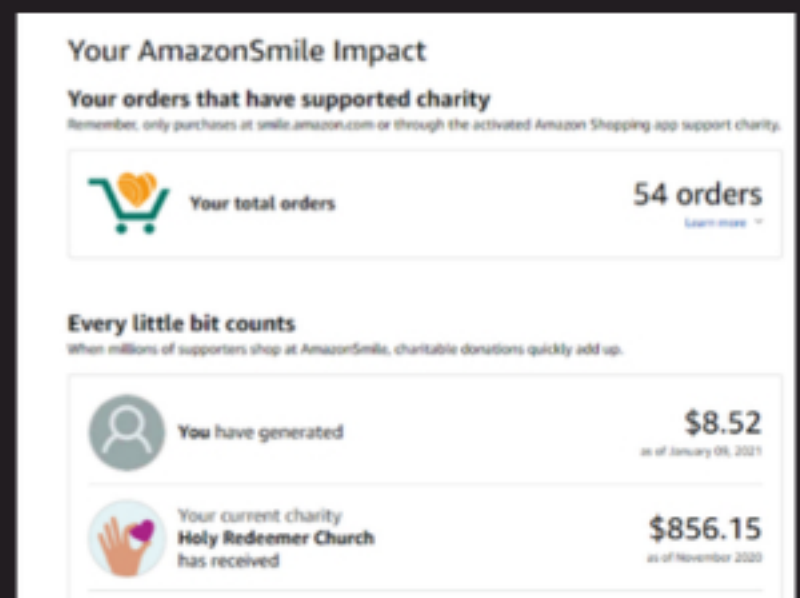 Your AmazonSmile Impact
Your orders that have supported charity
Remember, only purchases at smile.amazon.com or through the activated Amazon Shopping app support charity.
Your total orders
54 orders
Learn more
Every little bit counts
When millions of supporters shop at AmazonSmile, charitable donations quickly add up.
You have generated
$8.52
as of January 09, 2021
Your current charity
Holy Redeemer Church
has received
$856.15
as of November 2020